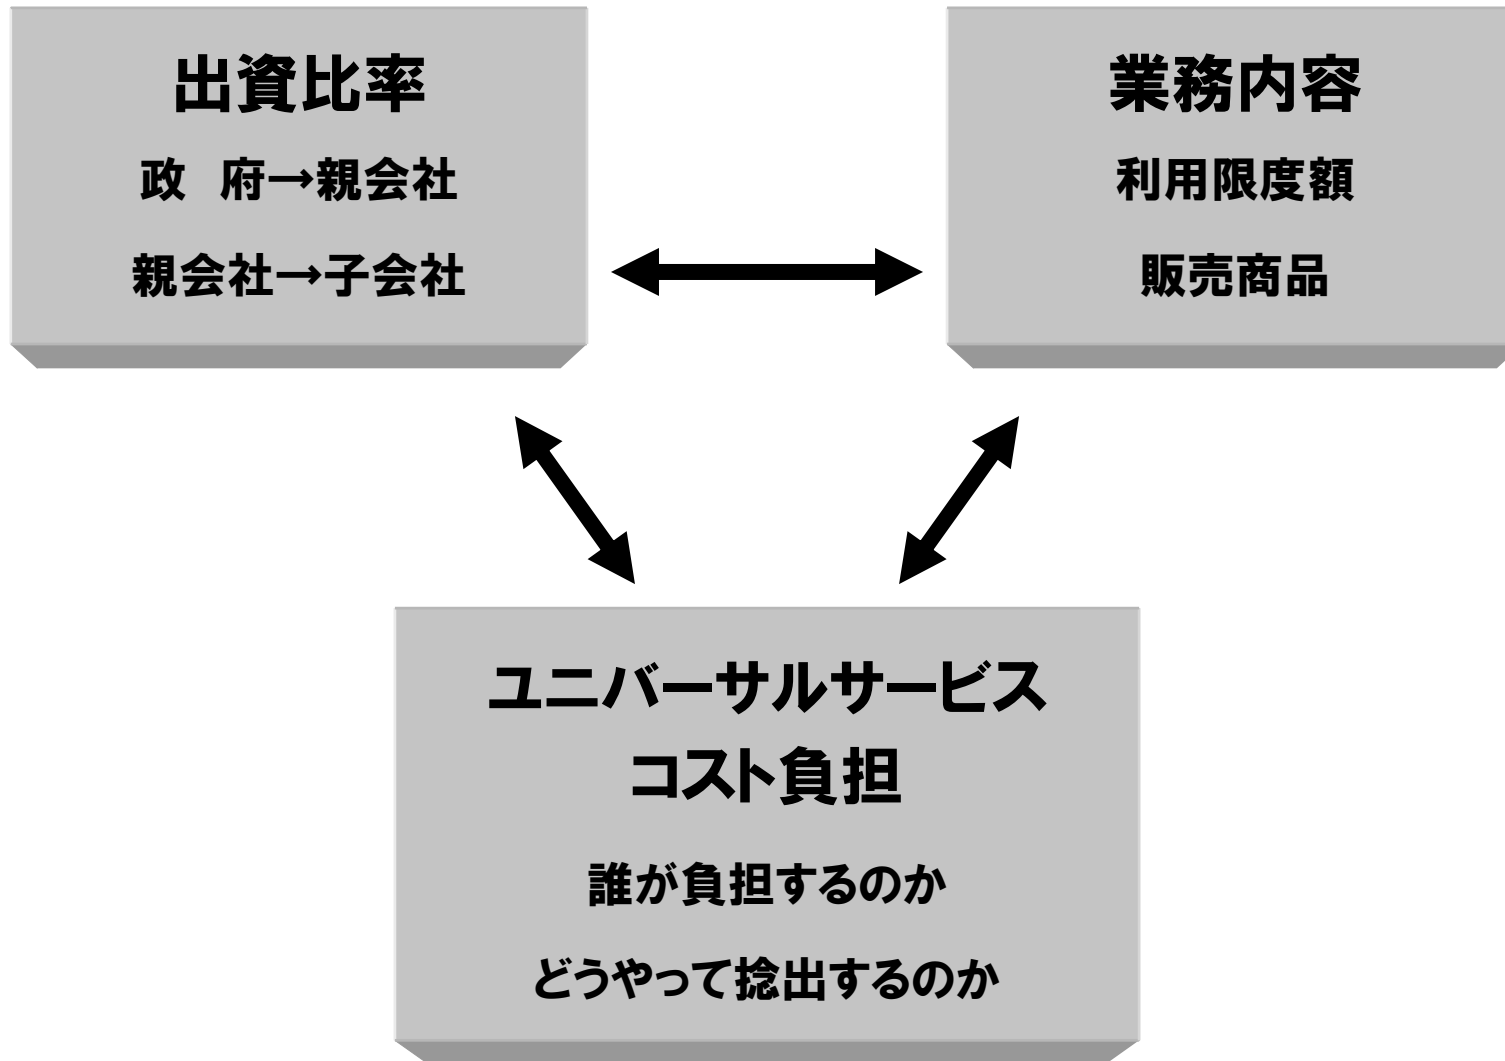 出資比率
政　府→親会社
親会社→子会社
業務内容
利用限度額
販売商品
ユニバーサルサービス
コスト負担
誰が負担するのか
どうやって捻出するのか